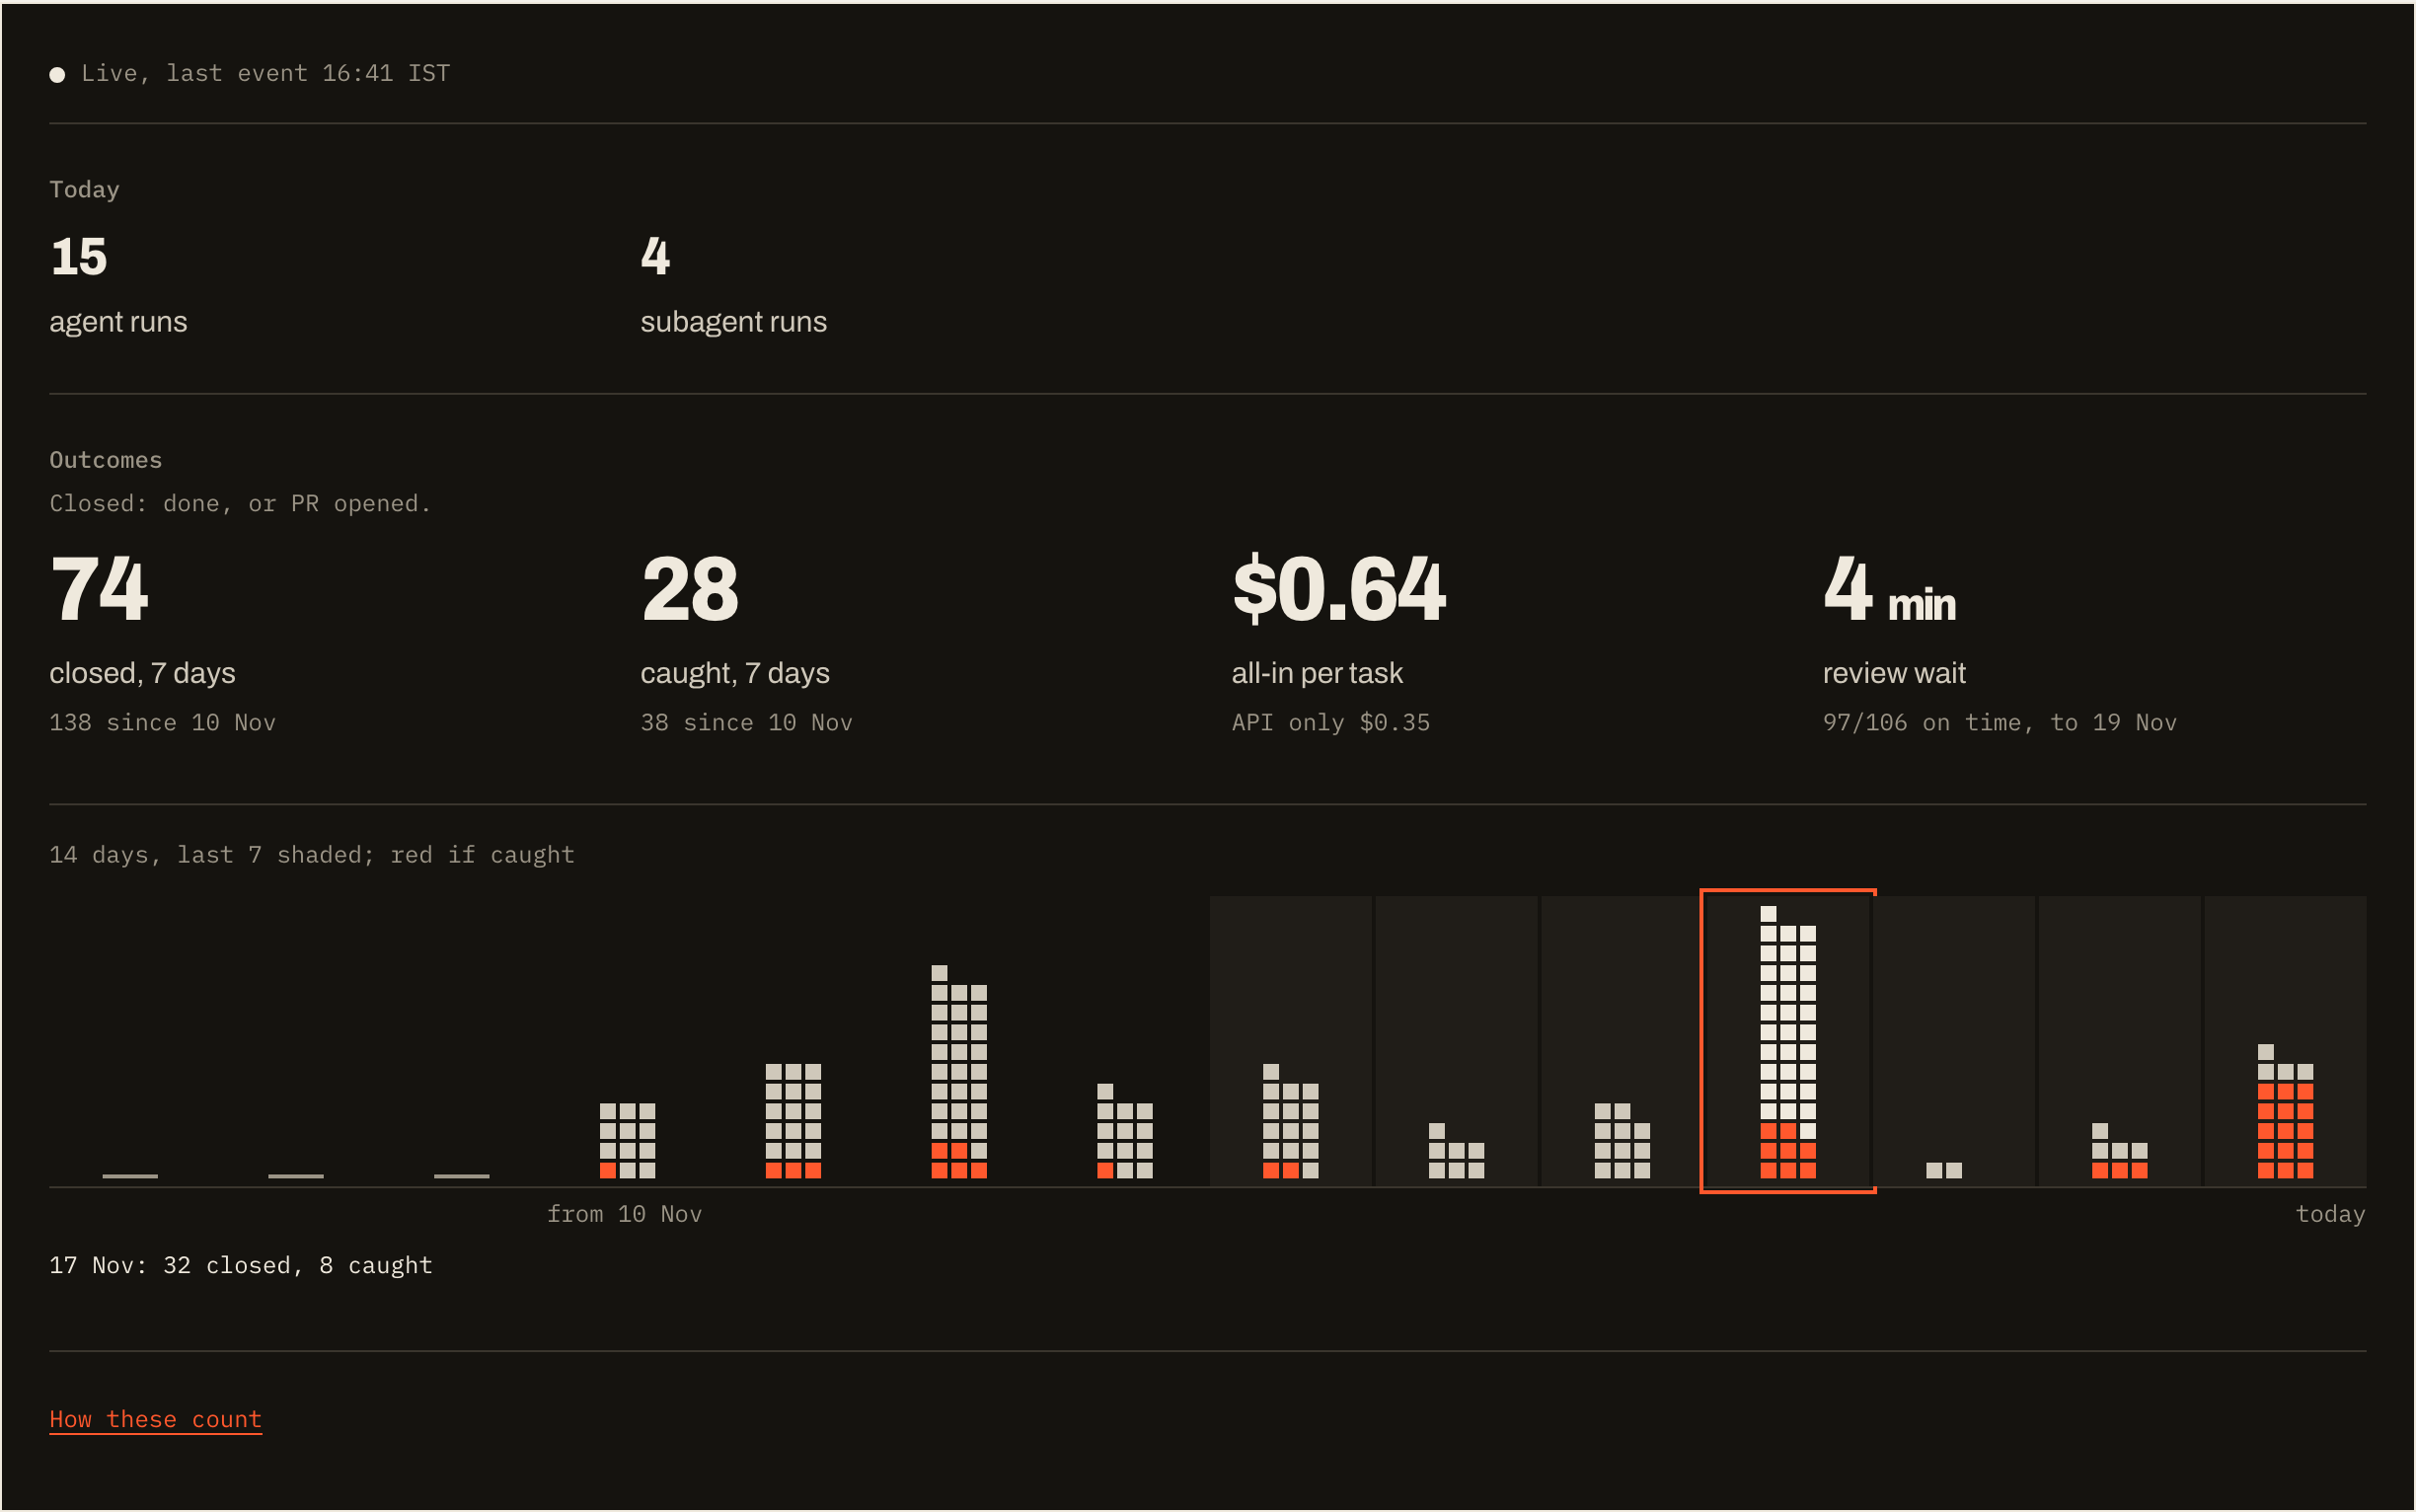 Live, last event 16:41 IST
Today
15
4
agent runs
subagent runs
Outcomes
Closed: done, or PR opened.
74
28
$0.64
4 min
closed, 7 days
caught, 7 days
all-in per task
review wait
138 since 10 Nov
38 since 10 Nov
API only $0.35
97/106 on time, to 19 Nov
14 days, last 7 shaded; red if caught
from 10 Nov
today
17 Nov: 32 closed, 8 caught
How these count